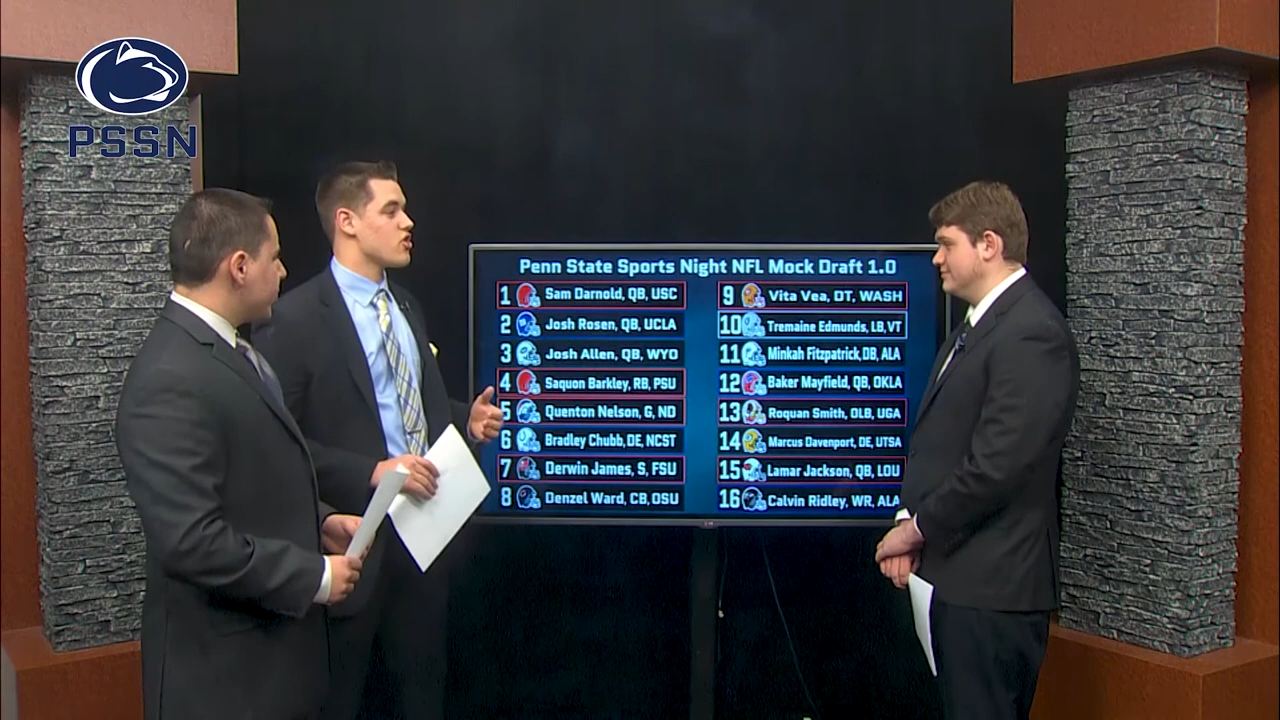 PSSN
Penn State Sports Night NFL Mock Draft 1.0
1 Sam Darnold, QB, USC
2 Josh Rosen, QB, UCLA
3 Josh Allen, QB, WYO
4 Saquon Barkley, RB, PSU
5 Quenton Nelson, G, ND
6 Bradley Chubb, DE, NCST
7 Derwin James, S, FSU
8 Denzel Ward, CB, OSU
9 Vita Vea, DT, WASH
10 Tremaine Edmunds, LB, VT
11 Minkah Fitzpatrick, DB, ALA
12 Baker Mayfield, QB, OKLA
13 Roquan Smith, OLB, UGA
14 Marcus Davenport, DE, UTSA
15 Lamar Jackson, QB, LOU
16 Calvin Ridley, WR, ALA